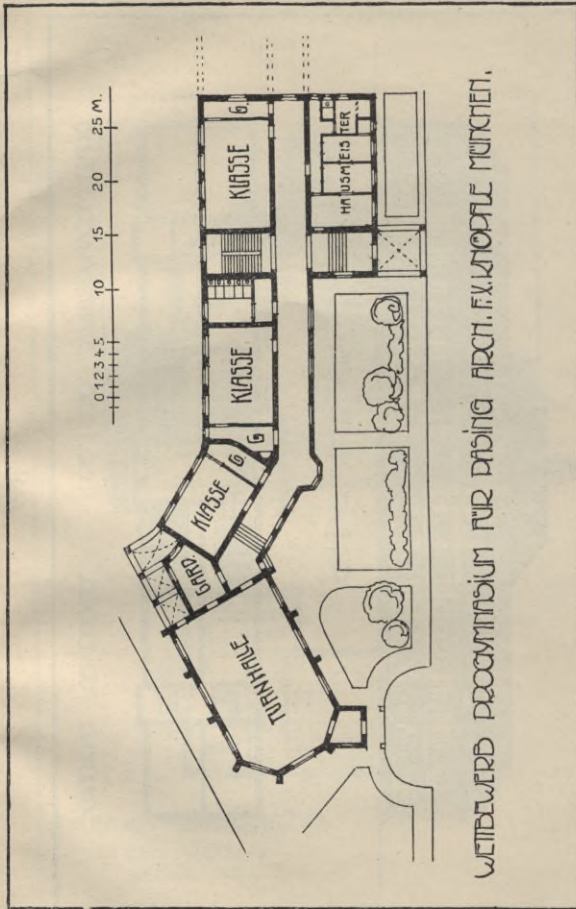 0 1 2 3 4 5 10 15 20 25 M.
TURNHALLE
GARD
KLASSE
G.
G
KLASSE
KLASSE
G.
HAUSMEISTER
WETTBEWERB PROGYMNASIUM FÜR PASING ARCH. F.X. KNÖPFLE MÜNCHEN.